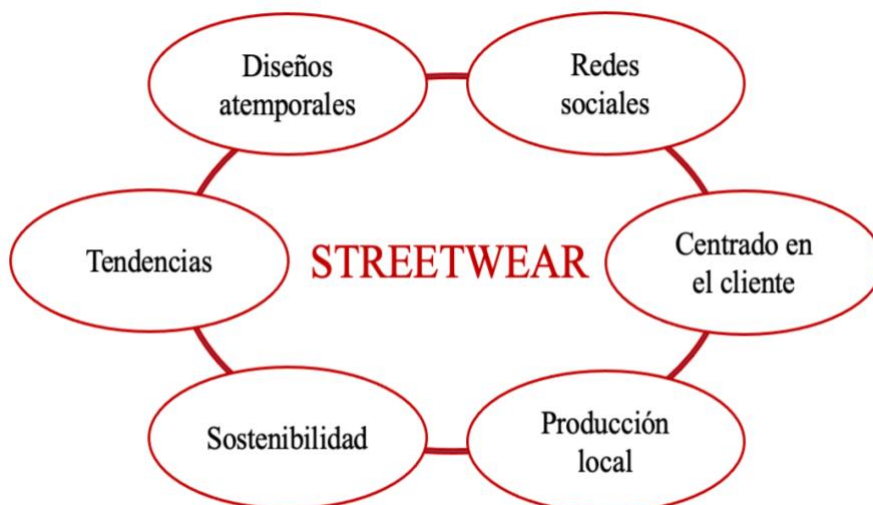 Diseños
atemporales
Redes
sociales
Tendencias
STREETWEAR
Centrado en
el cliente
Sostenibilidad
Producción
local